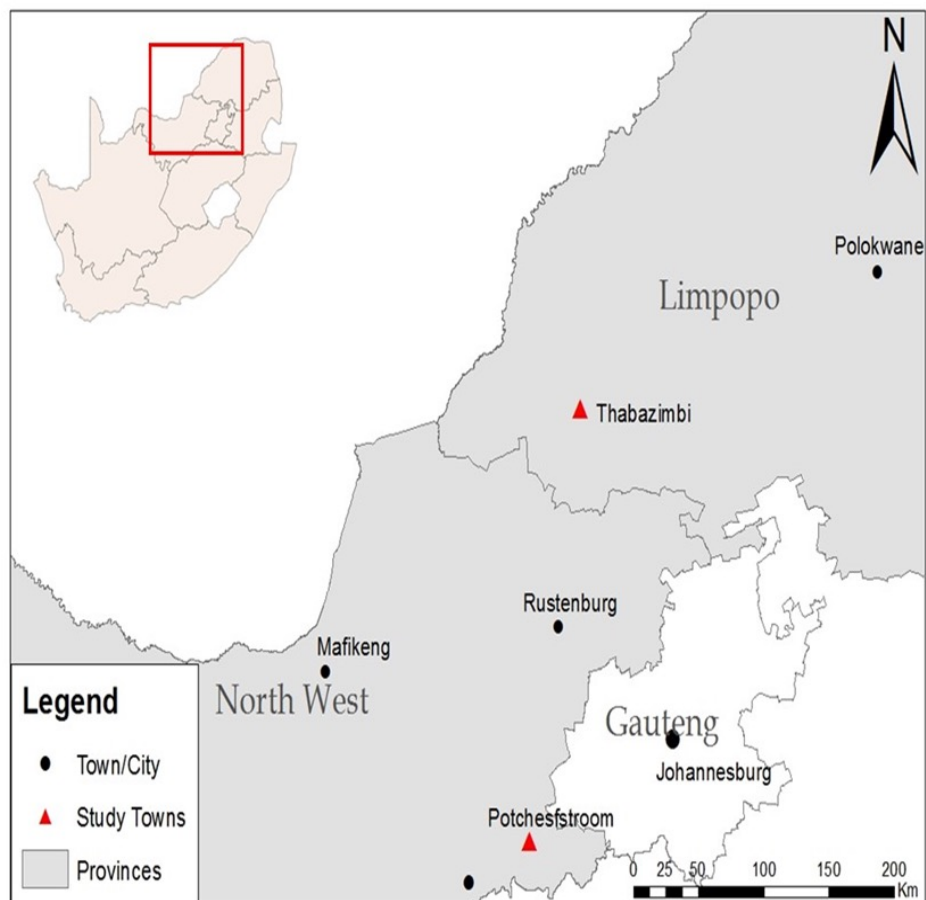 N
Polokwane
Limpopo
Thabazimbi
Rustenburg
Mafikeng
North West
Gauteng
Johannesburg
Potchesfstroom
Legend
Town/City
Study Towns
Provinces
0 25 50 100 150 200
Km